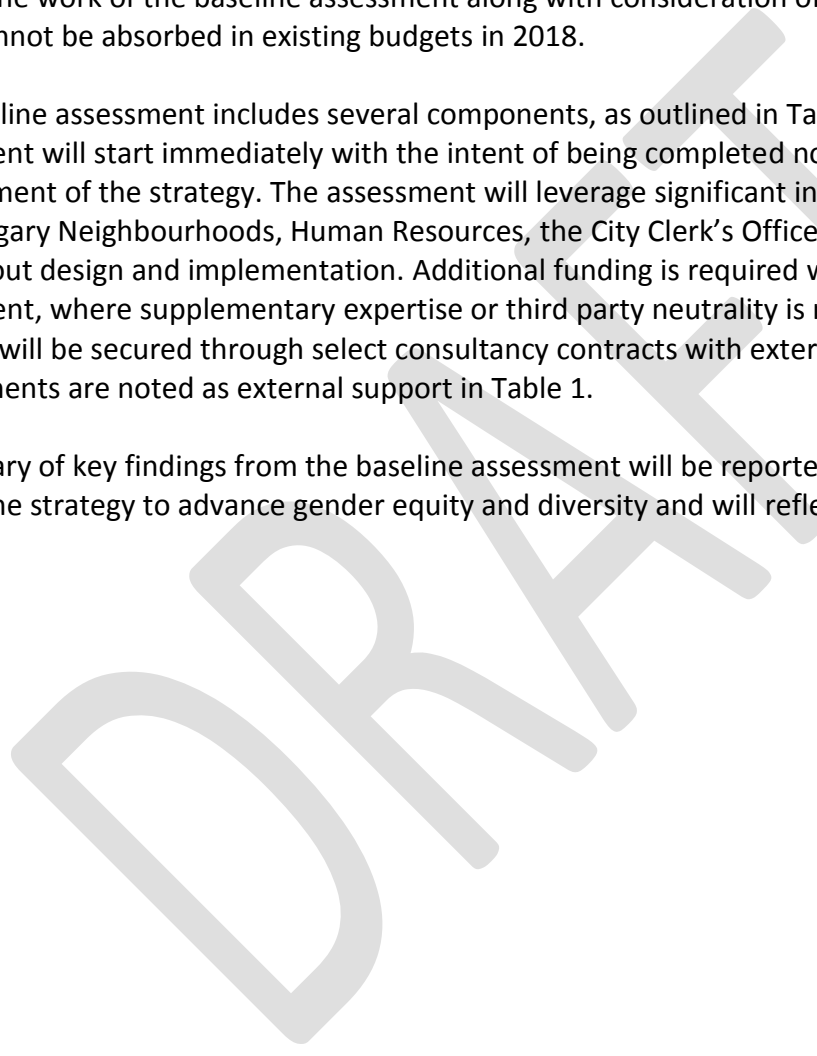 he work of the baseline assessment along with consideration of
nnot be absorbed in existing budgets in 2018.
line assessment includes several components, as outlined in Ta
ent will start immediately with the intent of being completed no
ment of the strategy. The assessment will leverage significant in
gary Neighbourhoods, Human Resources, the City Clerk's Office
out design and implementation. Additional funding is required w
ent, where supplementary expertise or third party neutrality is r
will be secured through select consultancy contracts with exter
nents are noted as external support in Table 1.
ary of key findings from the baseline assessment will be reporte
he strategy to advance gender equity and diversity and will refle
DRAFT